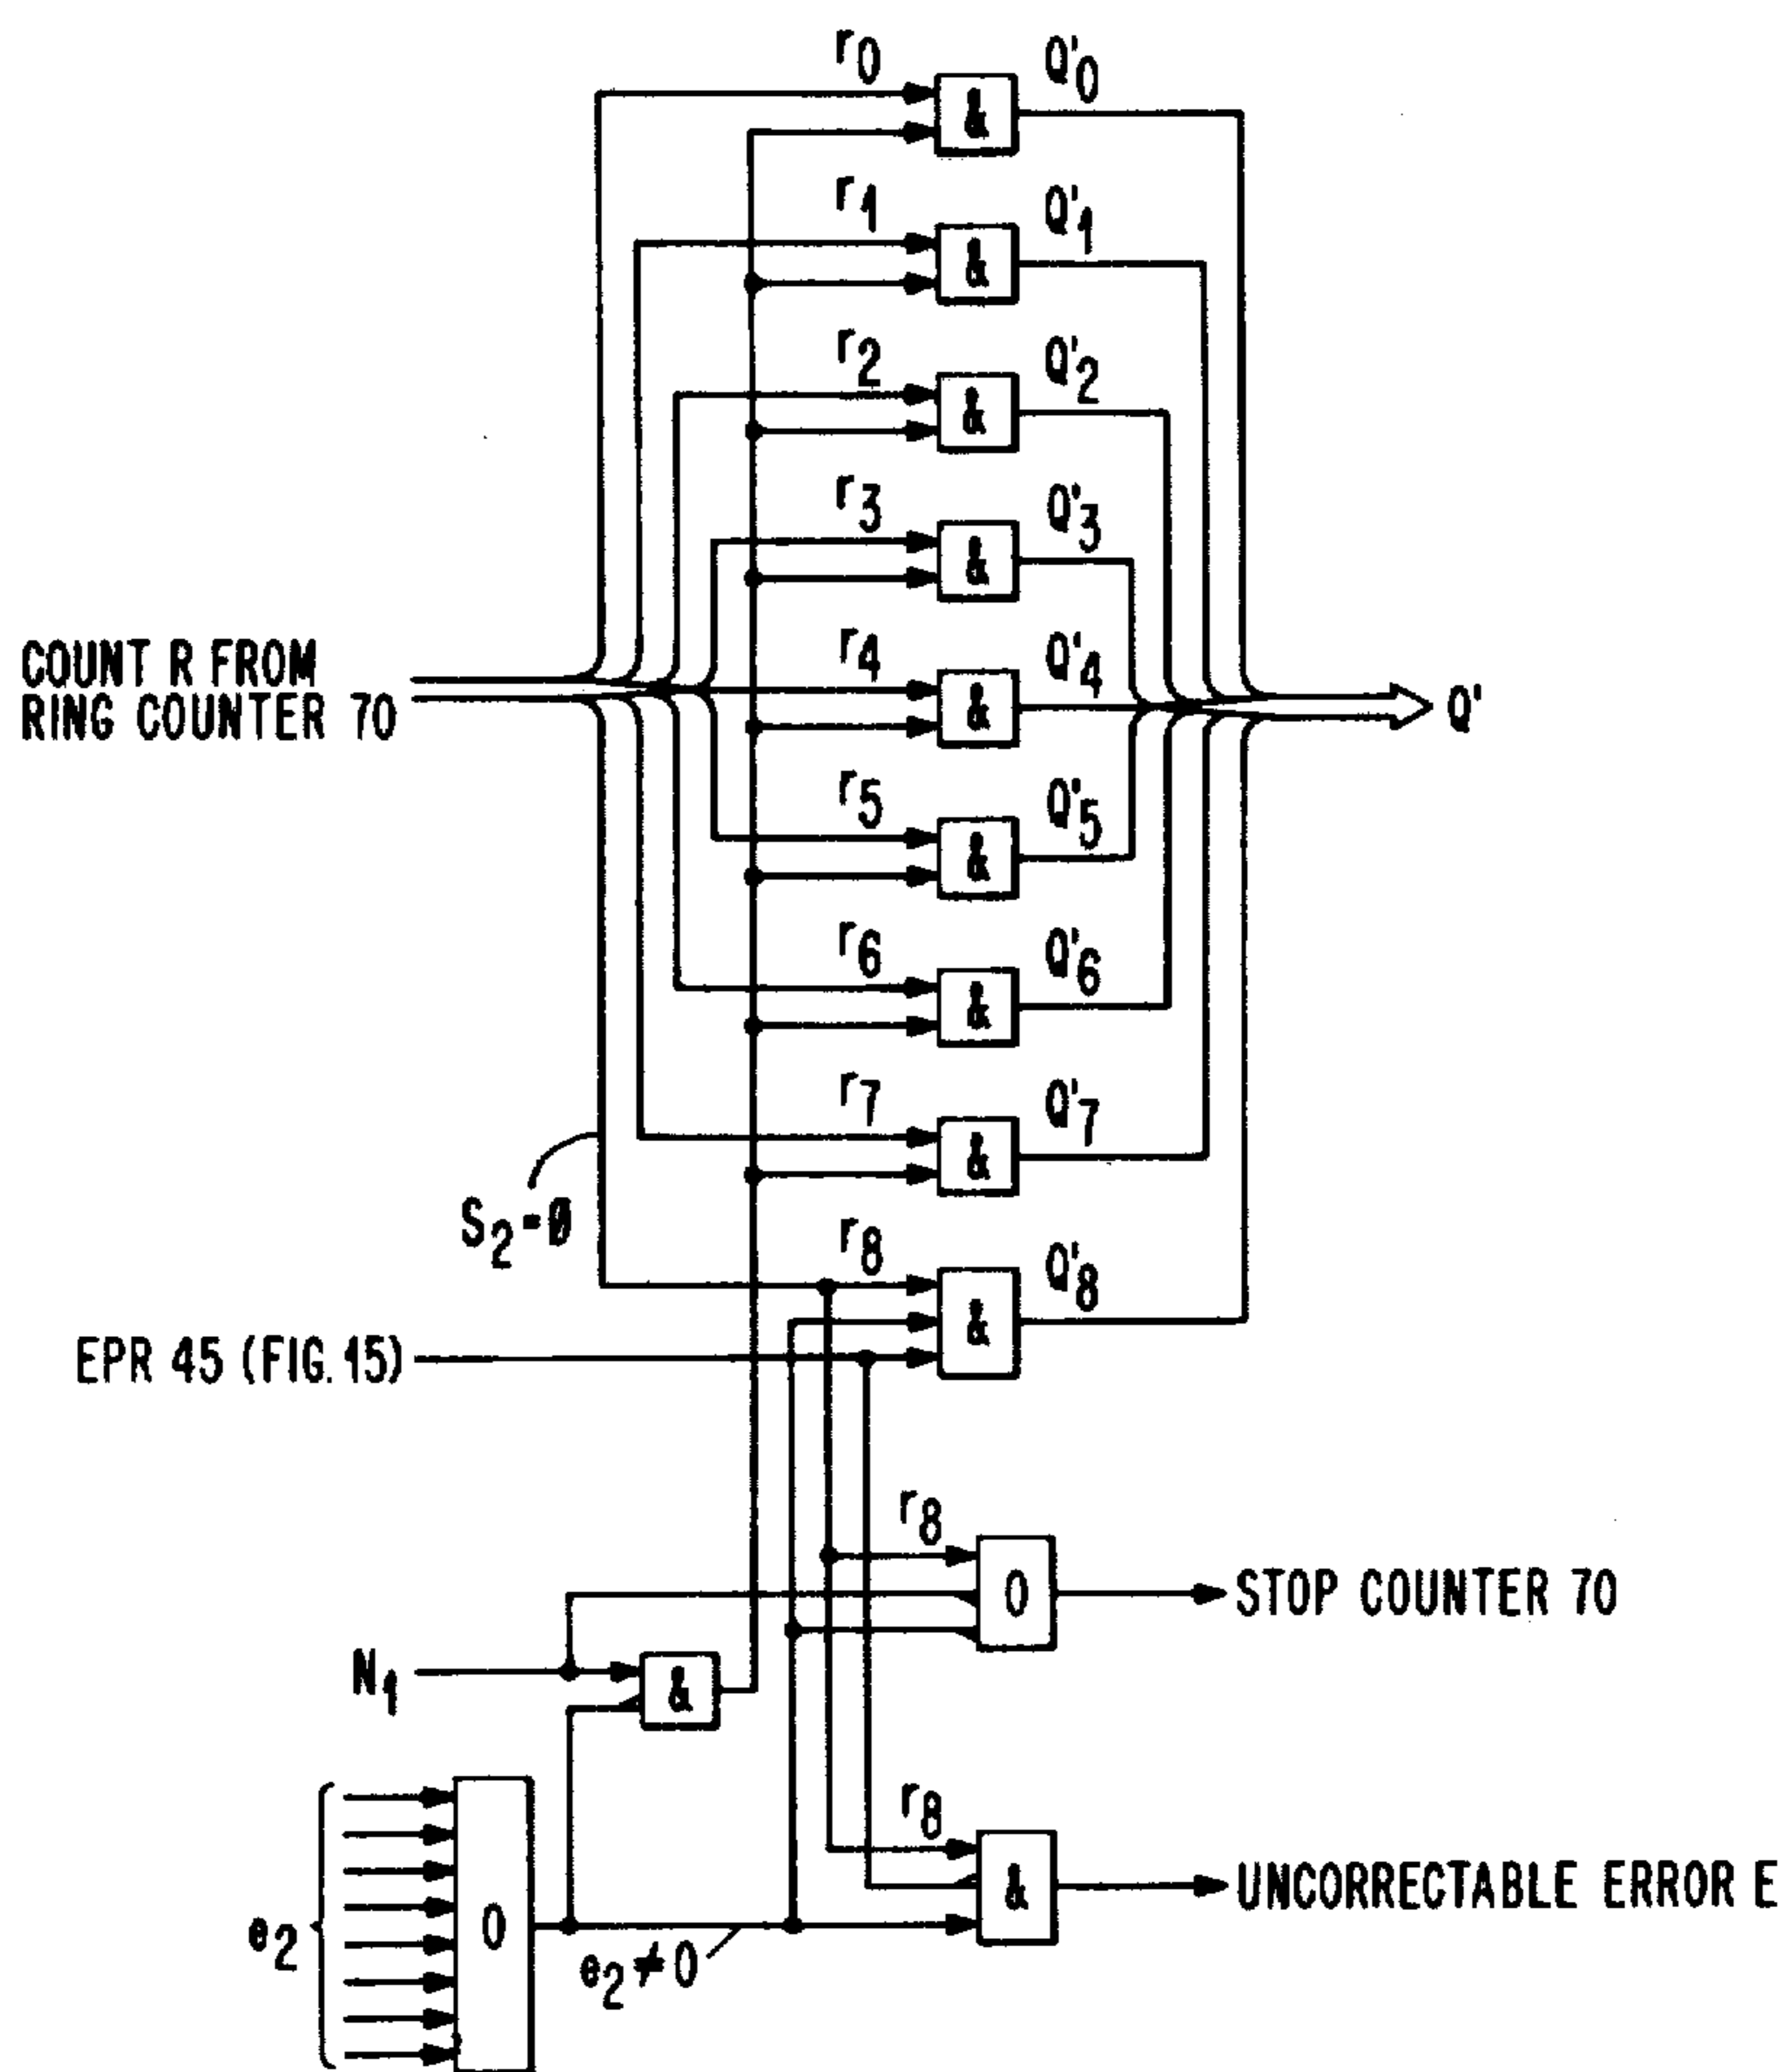 r0 Q'0
&
r1 Q'1
&
r2 Q'2
&
r3 Q'3
&
COUNT R FROM
RING COUNTER 70
r4 Q'4
&
Q'
r5 Q'5
&
r6 Q'6
&
r7 Q'7
&
S2=Ø
r8 Q'8
&
EPR 45 (FIG. 15)
r8
0
STOP COUNTER 70
N1
&
r8
&
UNCORRECTABLE ERROR E
e2
0
e2≠0